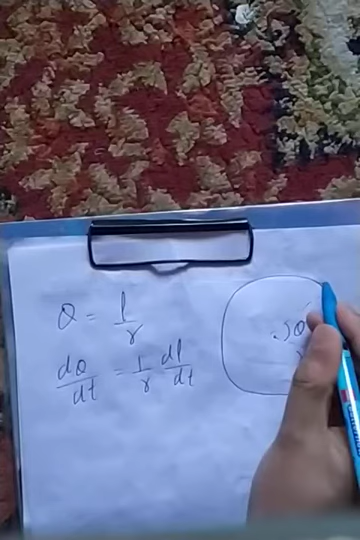 θ = l/r
dθ/dt = 1/r dl/dt
θ